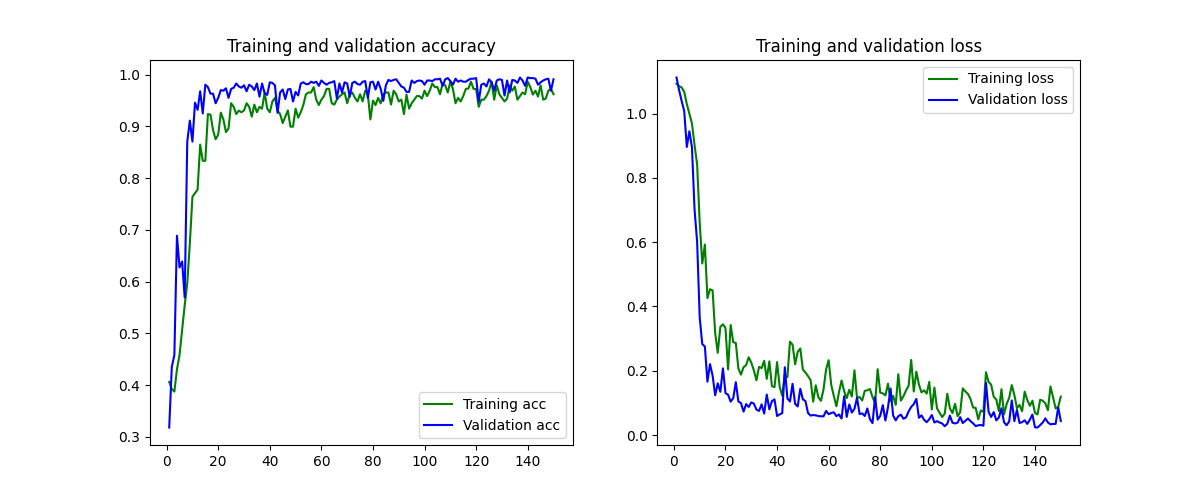 Training and validation accuracy
1.0
0.9
0.8
0.7
0.6
0.5
0.4
0.3
Training acc
Validation acc
0 20 40 60 80 100 120 140
Training and validation loss
Training loss
Validation loss
1.0
0.8
0.6
0.4
0.2
0.0
0 20 40 60 80 100 120 140